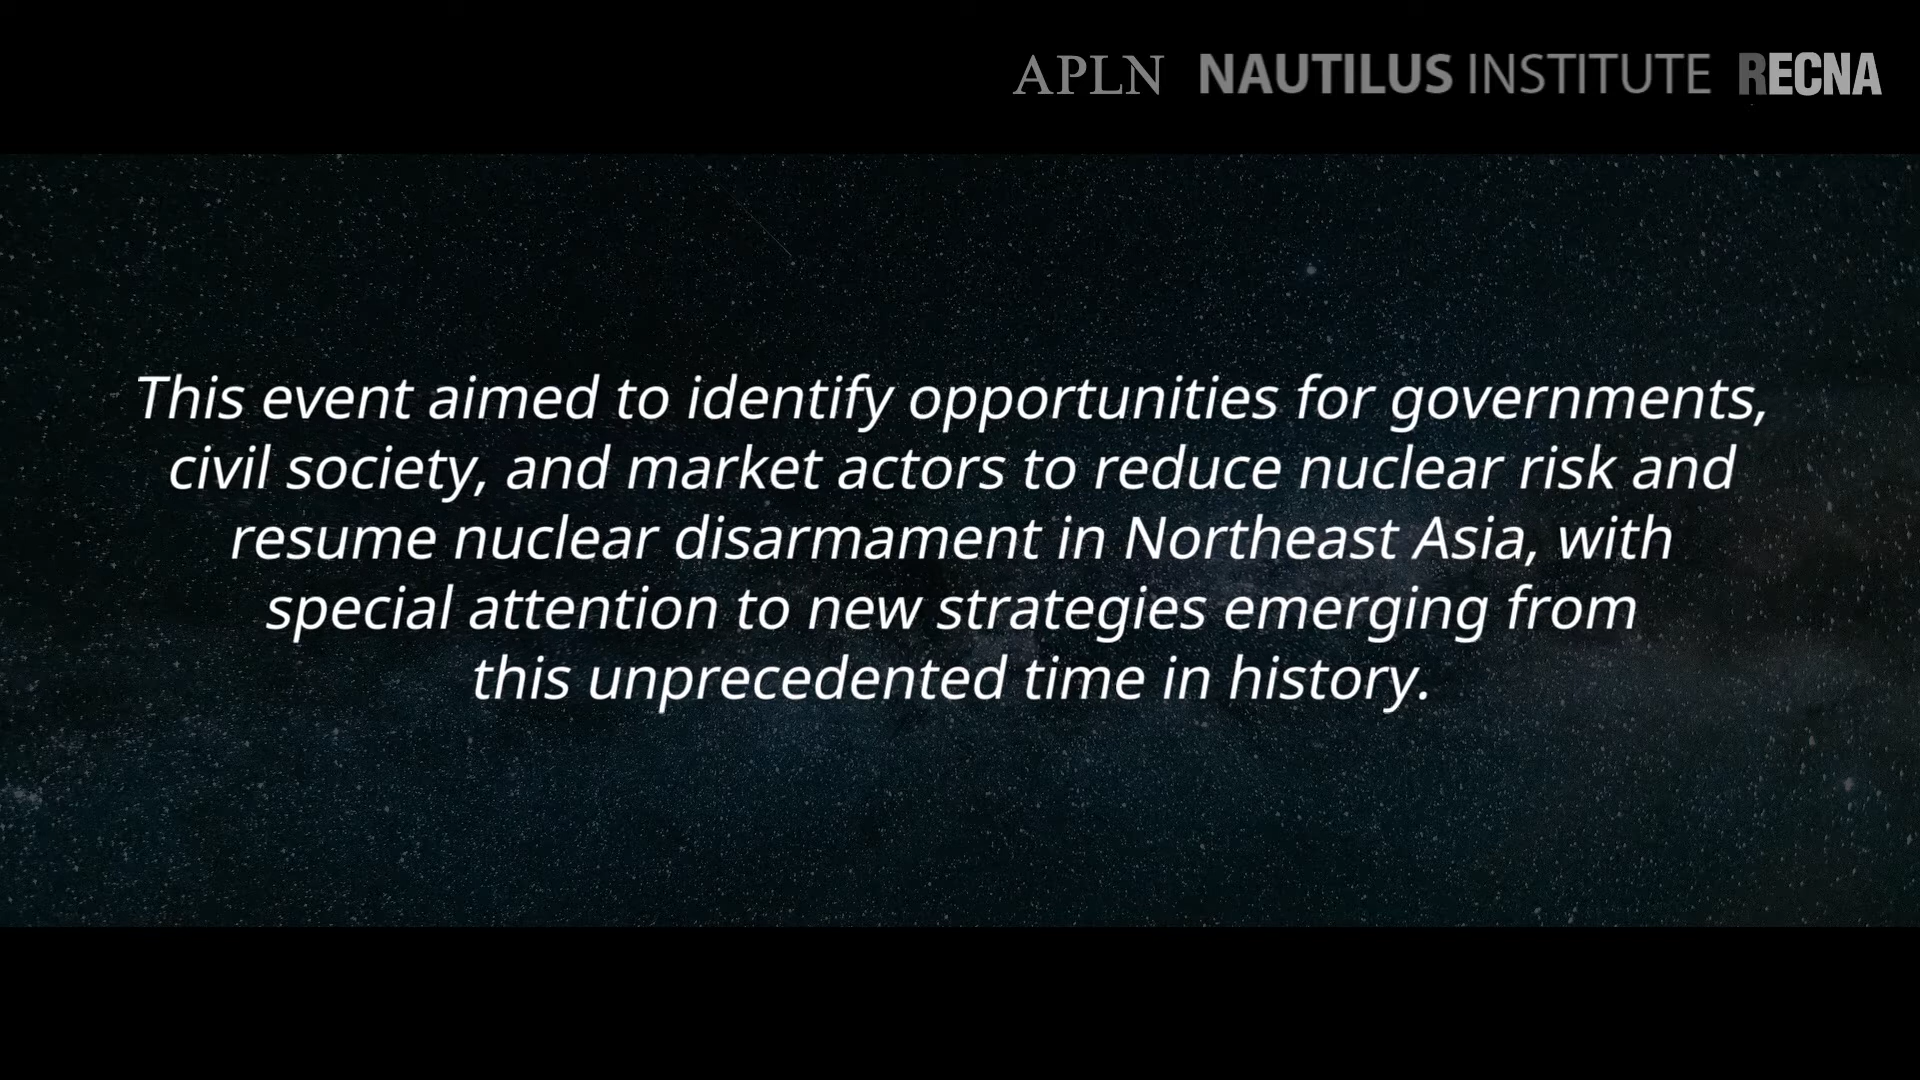 APLN NAUTILUS INSTITUTE RECNA
This event aimed to identify opportunities for governments,
civil society, and market actors to reduce nuclear risk and
resume nuclear disarmament in Northeast Asia, with
special attention to new strategies emerging from
this unprecedented time in history.